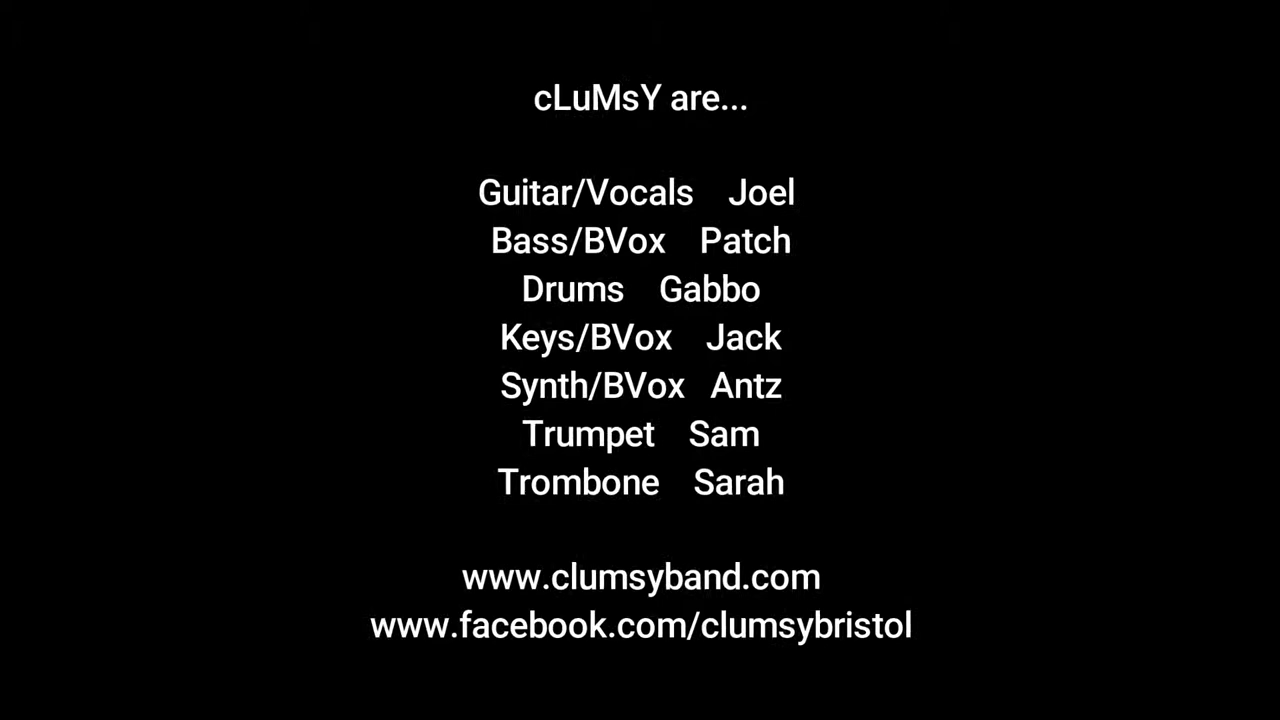 cLuMsY are...
Guitar/Vocals Joel
Bass/BVox Patch
Drums Gabbo
Keys/BVox Jack
Synth/BVox Antz
Trumpet Sam
Trombone Sarah
www.clumsyband.com
www.facebook.com/clumsybristol